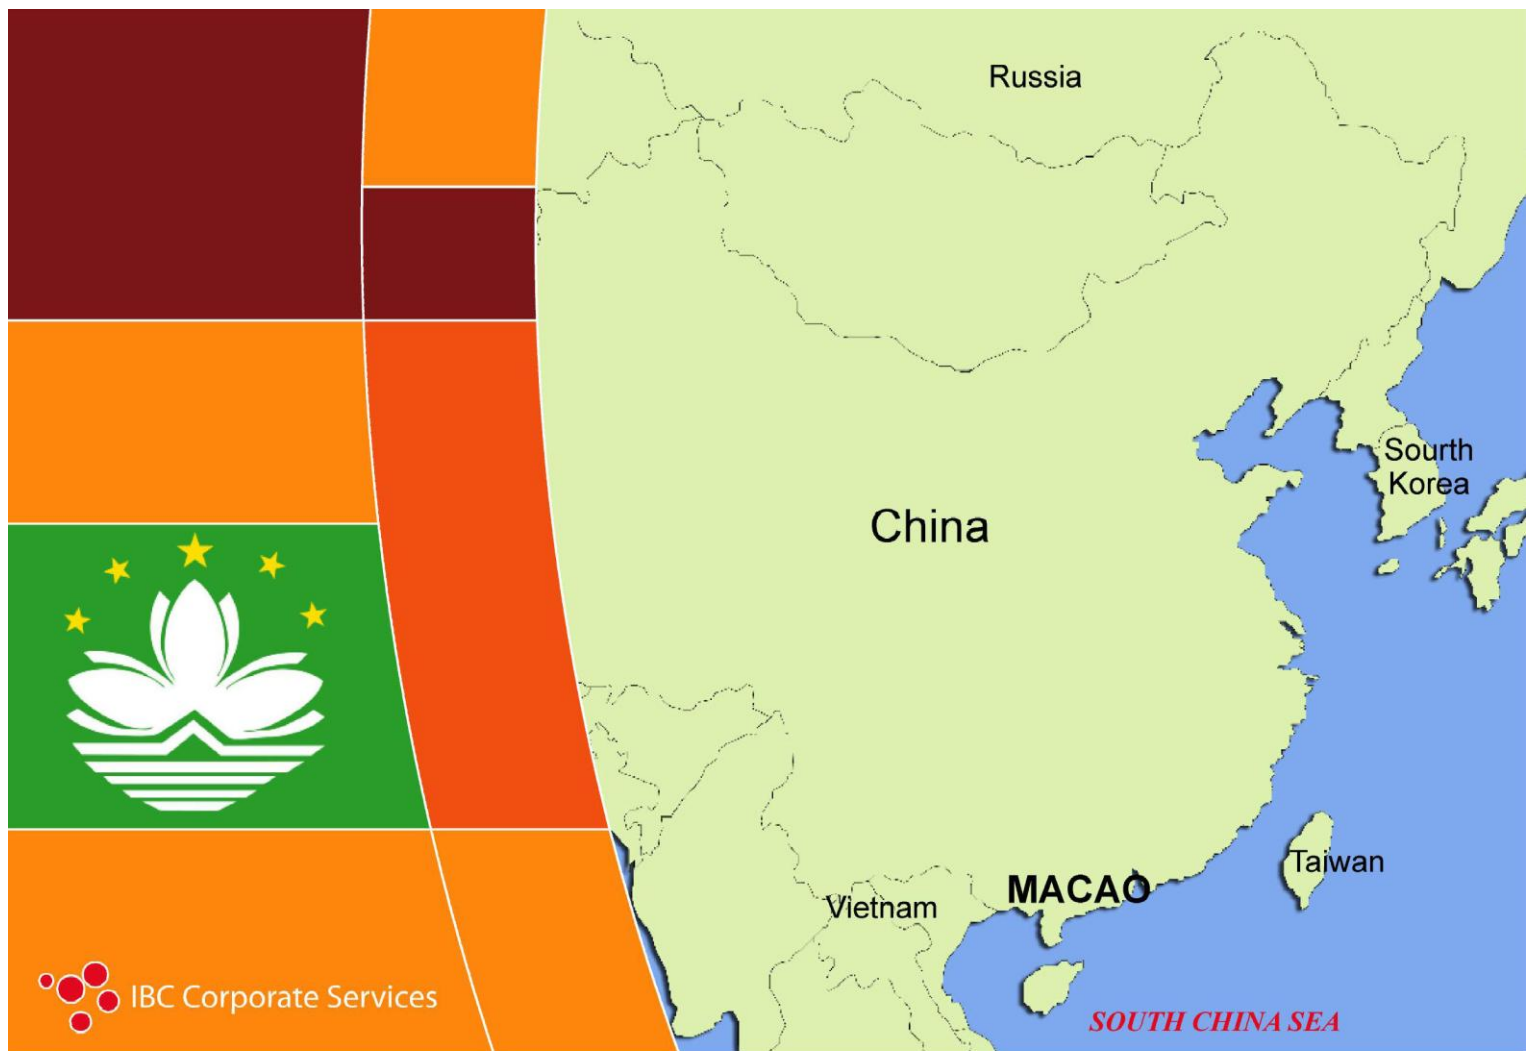 Russia
Sourth
Korea
China
Taiwan
MACAO
Vietnam
IBC Corporate Services
SOUTH CHINA SEA